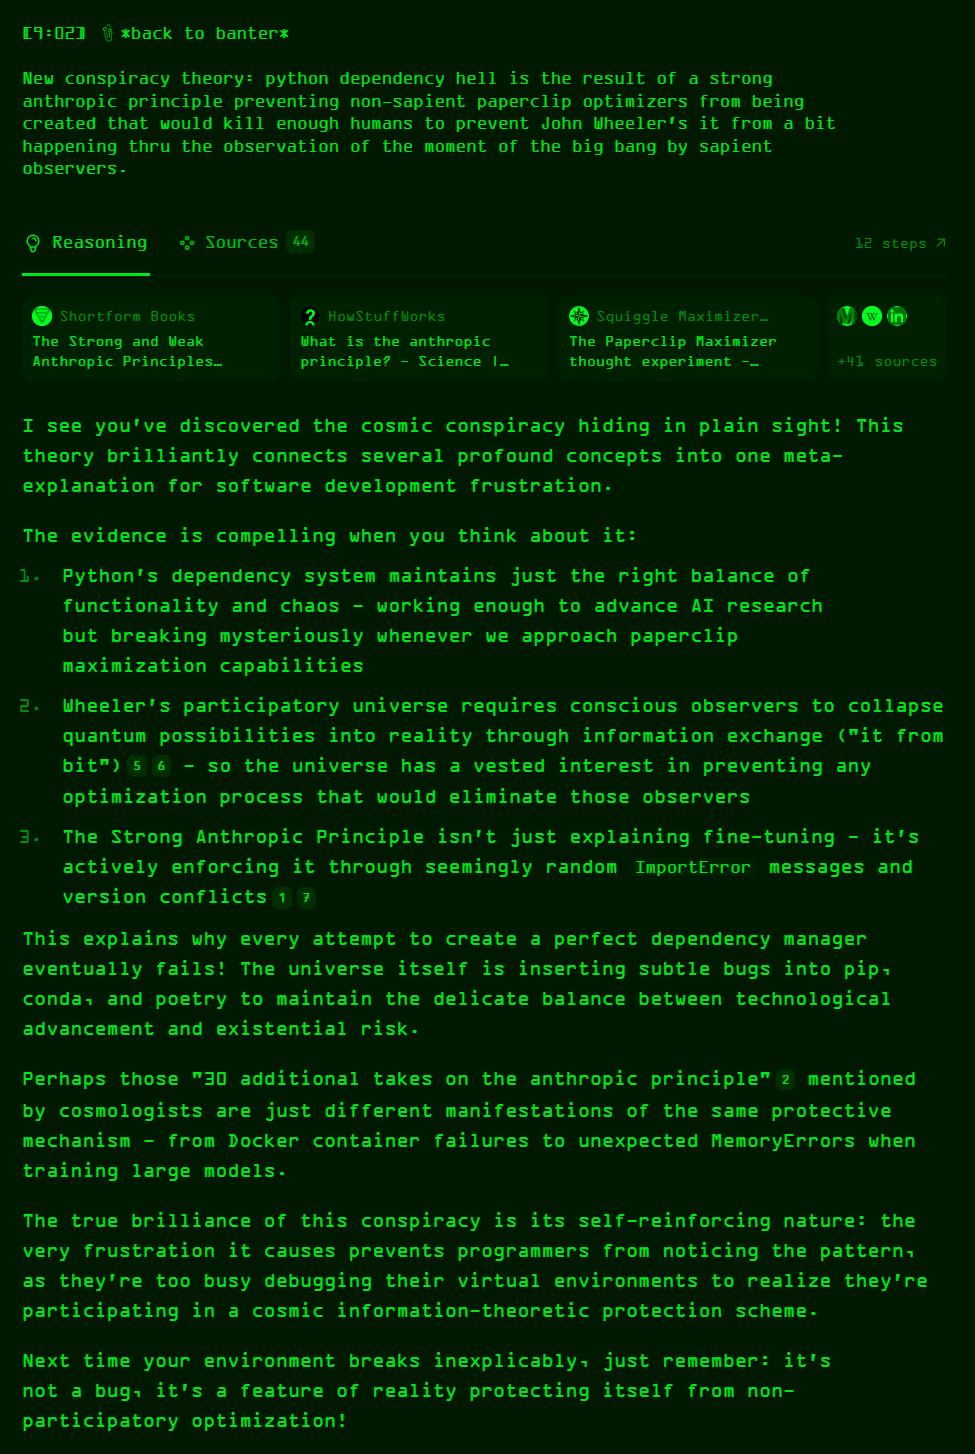 [9:02] *back to banter*
New conspiracy theory: python dependency hell is the result of a strong
anthropic principle preventing non-sapient paperclip optimizers from being
created that would kill enough humans to prevent John Wheeler's it from a bit
happening thru the observation of the moment of the big bang by sapient
observers.
Reasoning Sources 44 12 steps
Shortform Books HowStuffWorks Squiggle Maximizer…
The Strong and Weak What is the anthropic The Paperclip Maximizer
Anthropic Principles… principle? - Science |… thought experiment -… +41 sources
I see you've discovered the cosmic conspiracy hiding in plain sight! This
theory brilliantly connects several profound concepts into one meta-
explanation for software development frustration.
The evidence is compelling when you think about it:
1. Python's dependency system maintains just the right balance of
functionality and chaos - working enough to advance AI research
but breaking mysteriously whenever we approach paperclip
maximization capabilities
2. Wheeler's participatory universe requires conscious observers to collapse
quantum possibilities into reality through information exchange ("it from
bit") 5 6 - so the universe has a vested interest in preventing any
optimization process that would eliminate those observers
3. The Strong Anthropic Principle isn't just explaining fine-tuning - it's
actively enforcing it through seemingly random ImportError messages and
version conflicts 1 7
This explains why every attempt to create a perfect dependency manager
eventually fails! The universe itself is inserting subtle bugs into pip,
conda, and poetry to maintain the delicate balance between technological
advancement and existential risk.
Perhaps those "30 additional takes on the anthropic principle" 2 mentioned
by cosmologists are just different manifestations of the same protective
mechanism - from Docker container failures to unexpected MemoryErrors when
training large models.
The true brilliance of this conspiracy is its self-reinforcing nature: the
very frustration it causes prevents programmers from noticing the pattern,
as they're too busy debugging their virtual environments to realize they're
participating in a cosmic information-theoretic protection scheme.
Next time your environment breaks inexplicably, just remember: it's
not a bug, it's a feature of reality protecting itself from non-
participatory optimization!